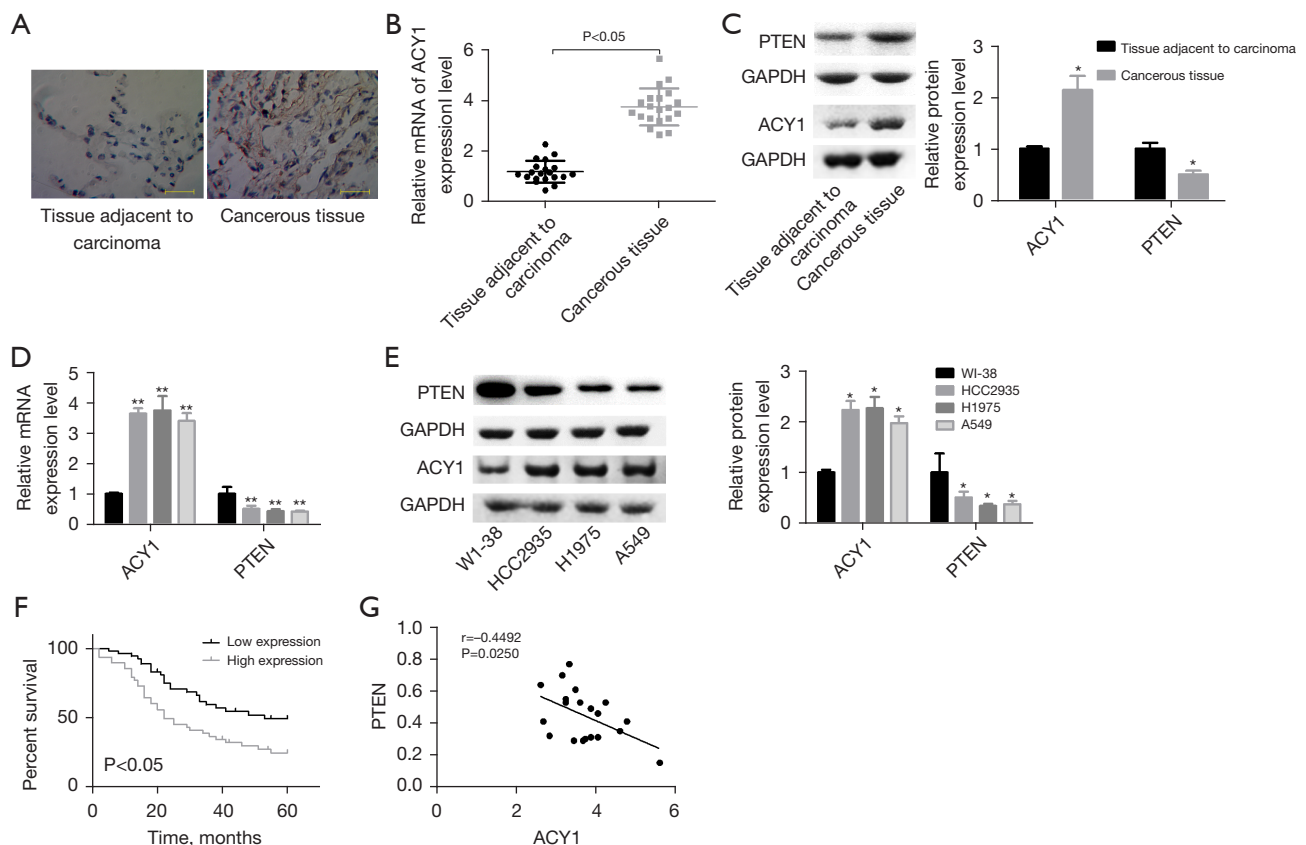 A
Tissue adjacent to
carcinoma
Cancerous tissue
B
P<0.05
Relative mRNA of ACY1
expression level
6
4
2
0
Tissue adjacent to
carcinoma
Cancerous tissue
C
PTEN
GAPDH
ACY1
GAPDH
Tissue adjacent to
carcinoma
Cancerous tissue
Relative protein
expression level
3
2
1
0
*
*
ACY1
PTEN
Tissue adjacent to carcinoma
Cancerous tissue
D
Relative mRNA
expression level
5
4
3
2
1
0
** ** **
** ** **
ACY1
PTEN
E
PTEN
GAPDH
ACY1
GAPDH
W1-38
HCC2935
H1975
A549
Relative protein
expression level
3
2
1
0
* * *
* * *
ACY1
PTEN
WI-38
HCC2935
H1975
A549
F
Percent survival
100
50
0
Low expression
High expression
P<0.05
0 20 40 60
Time, months
G
PTEN
1.0
0.8
0.6
0.4
0.2
0.0
r=–0.4492
P=0.0250
0 2 4 6
ACY1